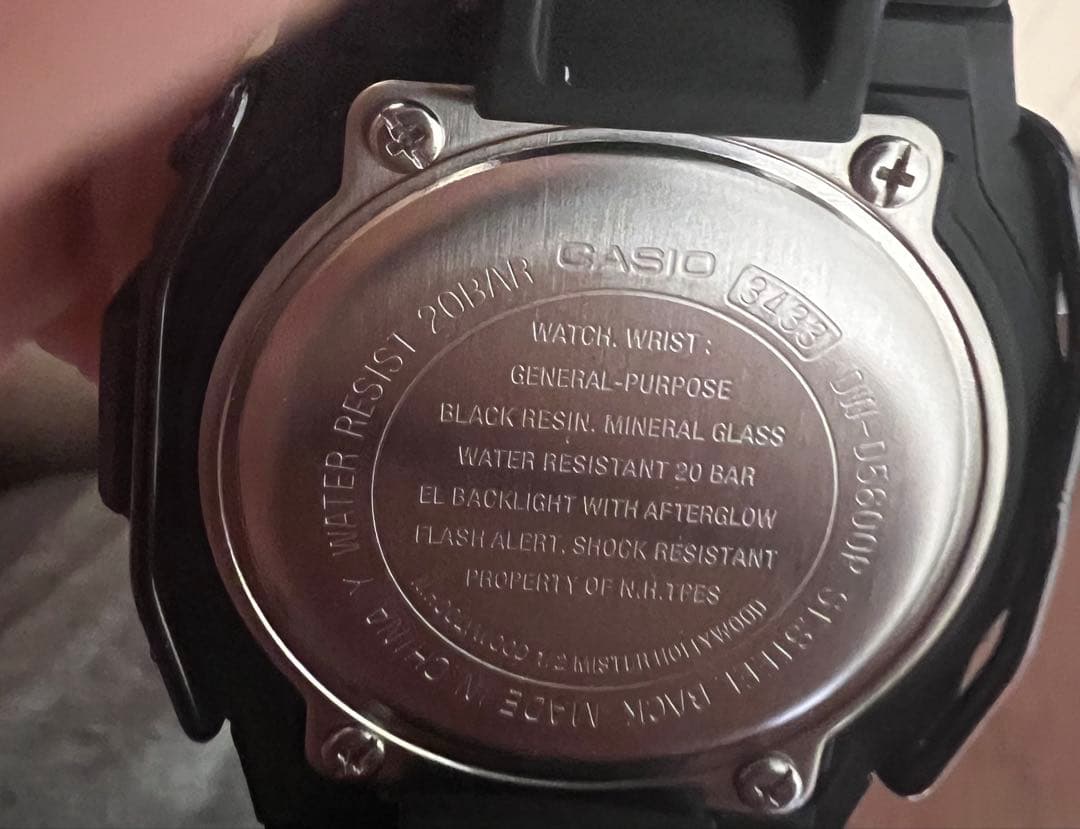 CASIO
3433
DW-D5600P ST.STEEL BACK MADE IN CHINA Y WATER RESIST 20BAR
WATCH. WRIST :
GENERAL-PURPOSE
BLACK RESIN. MINERAL GLASS
WATER RESISTANT 20 BAR
EL BACKLIGHT WITH AFTERGLOW
FLASH ALERT. SHOCK RESISTANT
PROPERTY OF N.H.TPES
MISTER HOLLYWOOD